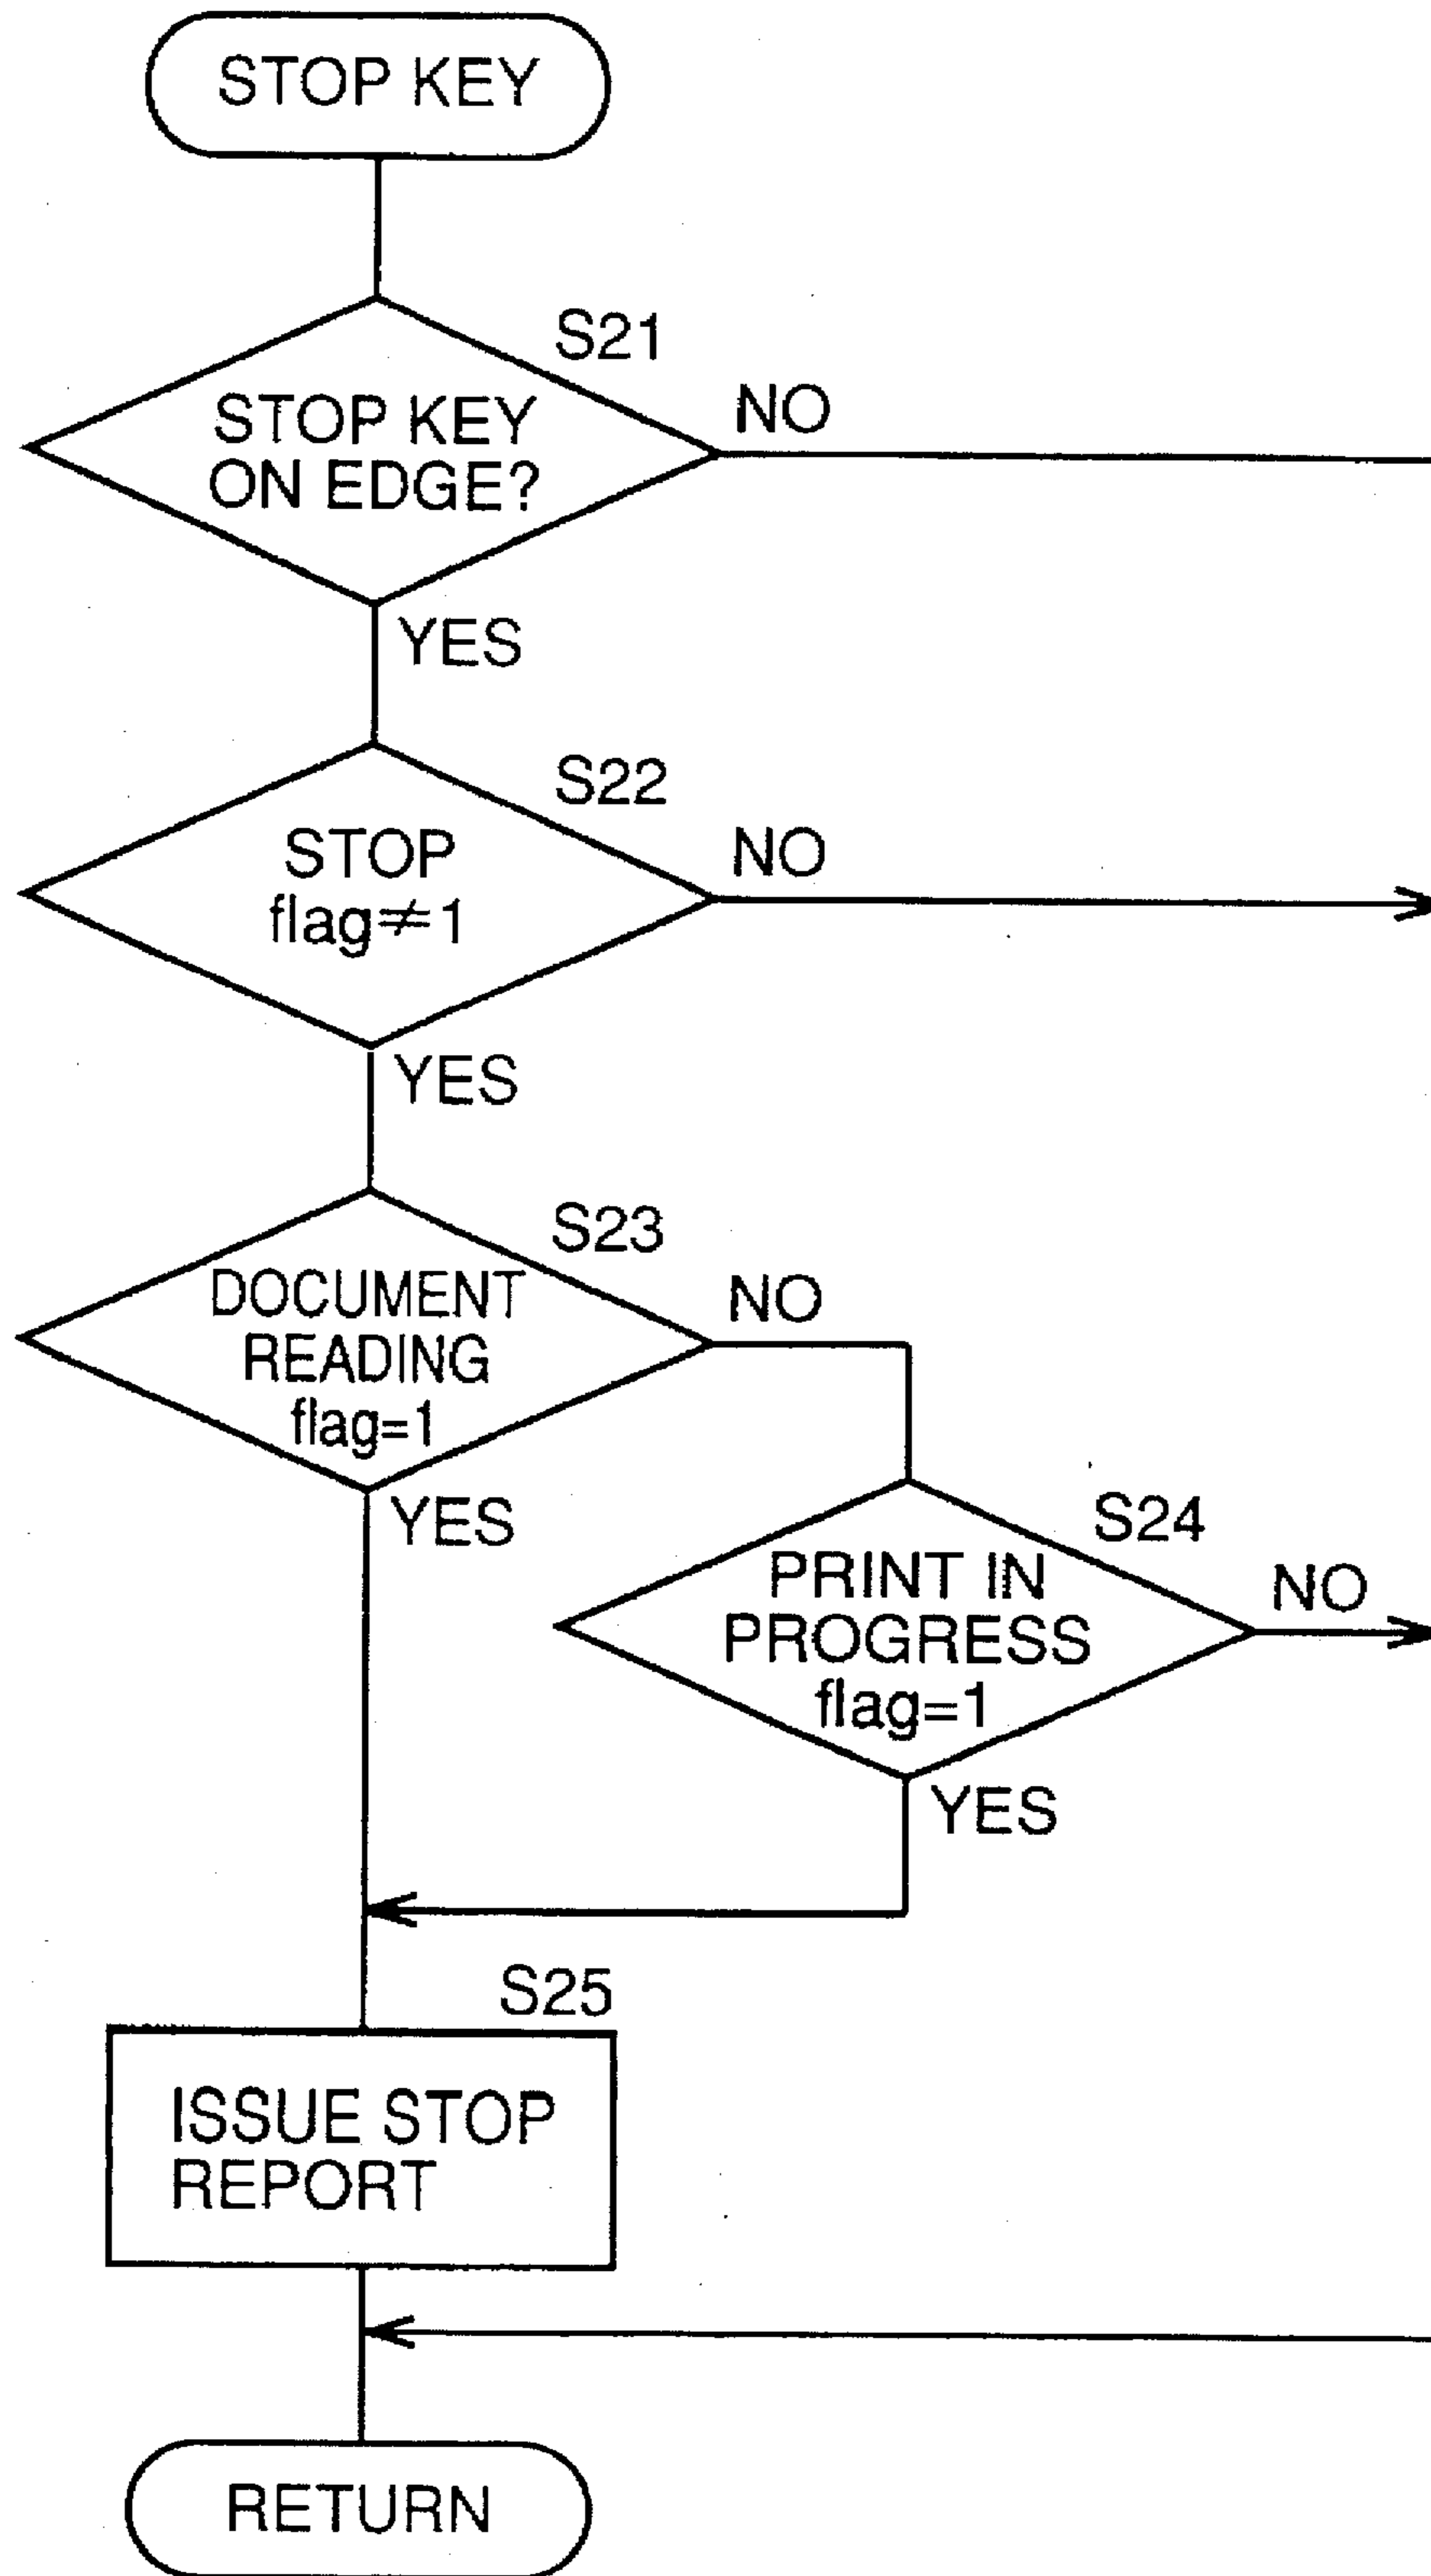 STOP KEY
S21
STOP KEY
ON EDGE?
NO
YES
S22
STOP
flag≠1
NO
YES
S23
DOCUMENT
READING
flag=1
NO
YES
S24
PRINT IN
PROGRESS
flag=1
NO
YES
S25
ISSUE STOP
REPORT
RETURN